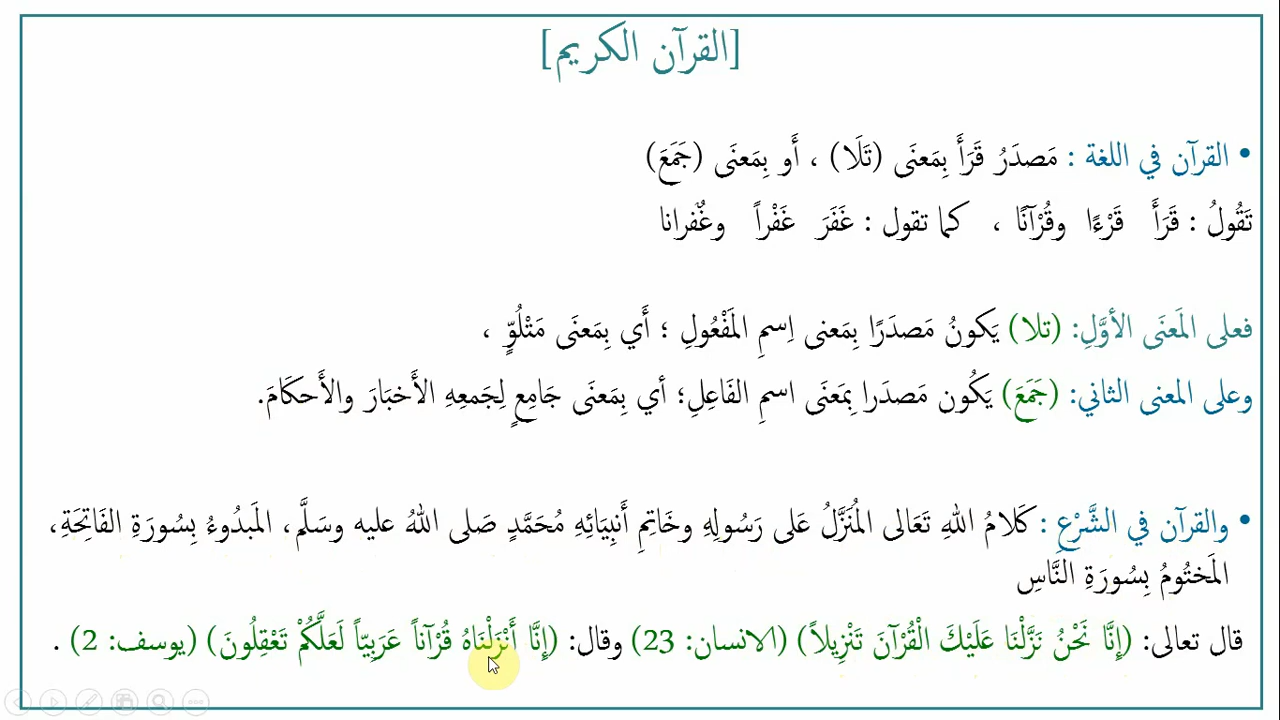 [القرآن الكريم]
• القرآن في اللغة : مَصدَرُ قَرَأَ بِمَعنَى (تَلَا) ، أَو بِمَعنَى (جَمَعَ)
تَقُولُ : قَرَأَ قَرْءًا وقُرْآنًا ، كما تقول : غَفَرَ غَفْراً وغُفْرانا
فعلى المَعنَى الأوَّلِ: (تلا) يَكونُ مَصدَرًا بِمَعنى اِسمِ المَفْعُولِ ؛ أَي بِمَعنَى مَتْلُوٍّ ،
وعلى المعنى الثاني: (جَمَعَ) يَكُون مَصدَرا بِمَعنَى اسمِ الفَاعِلِ؛ أي بِمَعنَى جَامِعٍ لِجَمعِهِ الأَخبَارَ والأَحكَامَ.
• والقرآن في الشَّرْعِ : كَلامُ اللهِ تَعَالى المُنَزَّلُ عَلى رَسُولِهِ وخَاتِمِ أَنبِيَائِهِ مُحَمَّدٍ صَلى اللهُ عليه وسَلَّم، المَبدُوءُ بِسُورَةِ الفَاتِحَةِ،
المَختُومُ بِسُورَةِ النَّاسِ
قال تعالى: (إِنَّا نَحْنُ نَزَّلْنَا عَلَيْكَ الْقُرْآنَ تَنْزِيلاً) (الانسان: 23) وقال: (إِنَّا أَنْزَلْنَاهُ قُرْآناً عَرَبِيّاً لَعَلَّكُمْ تَعْقِلُونَ) (يوسف: 2) .